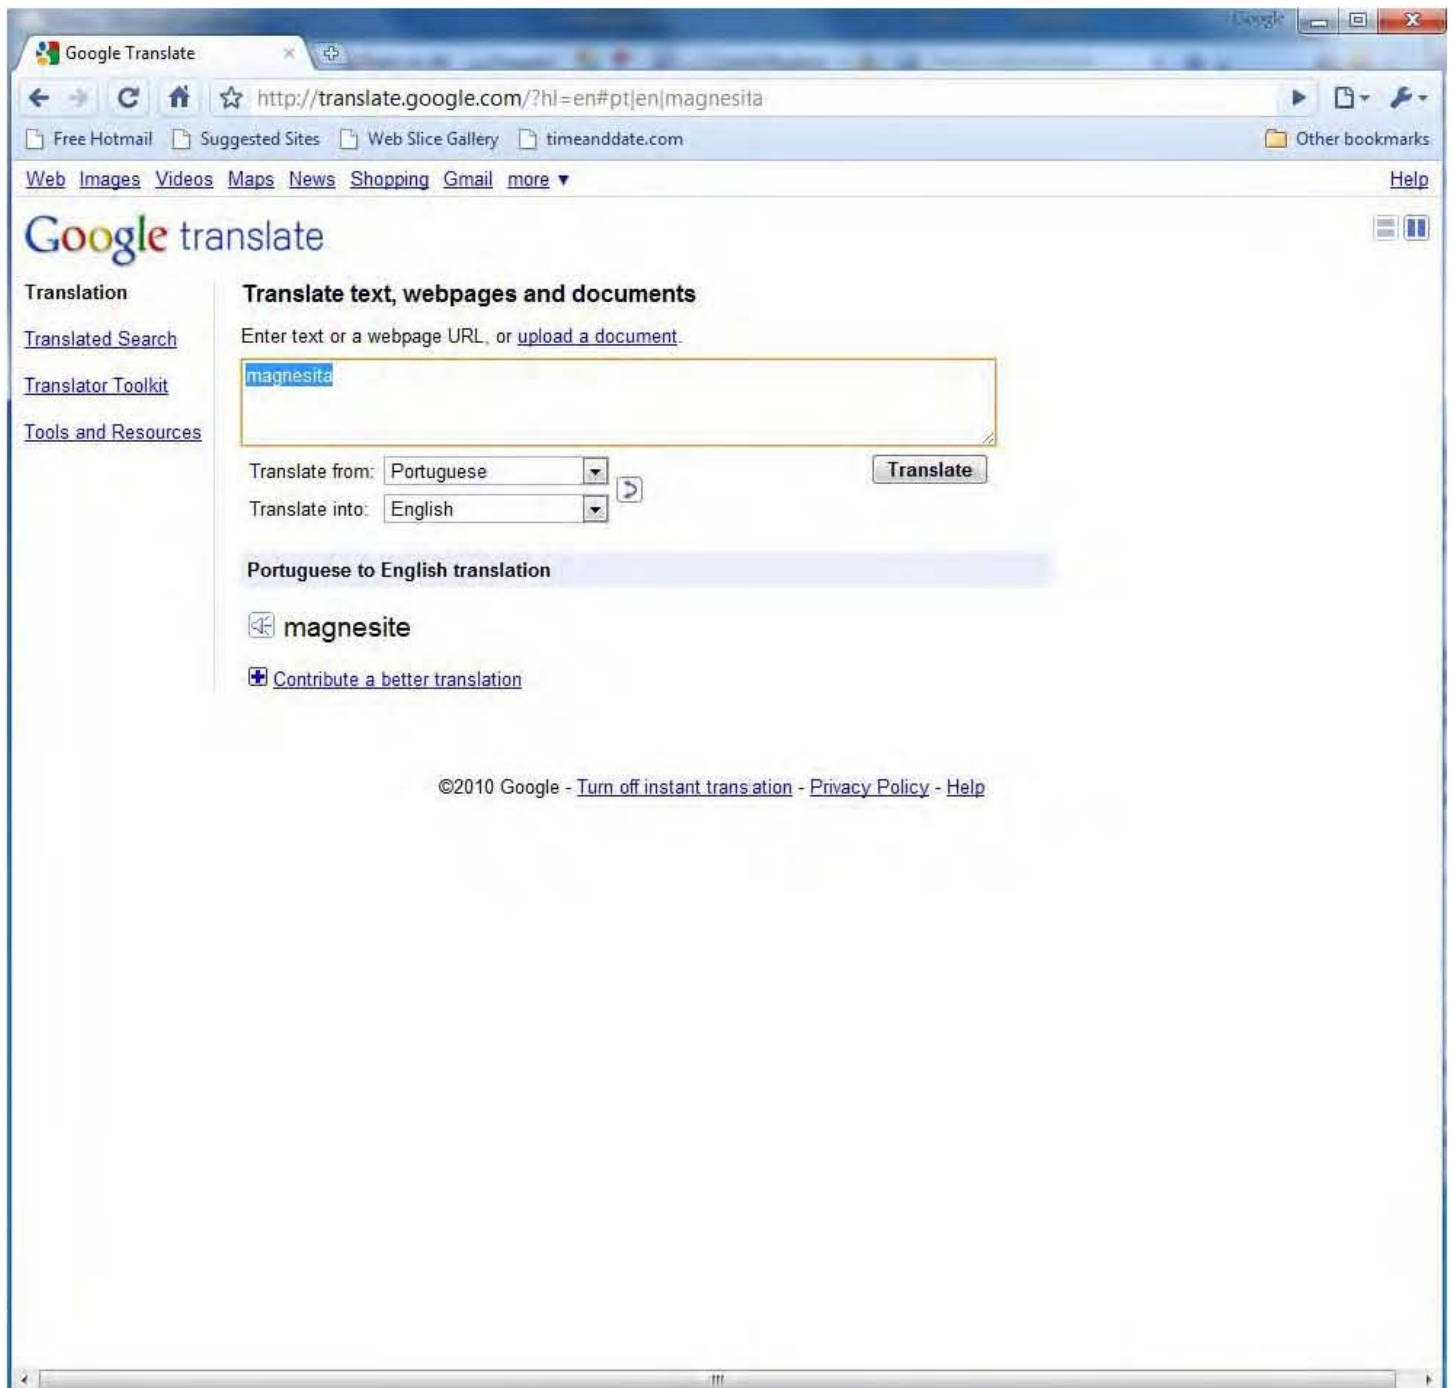 Google
Google Translate
http://translate.google.com/?hl=en#pt|en|magnesita
Free Hotmail Suggested Sites Web Slice Gallery timeanddate.com Other bookmarks
Web Images Videos Maps News Shopping Gmail more ▼ Help
Google translate
Translation
Translated Search
Translator Toolkit
Tools and Resources
Translate text, webpages and documents
Enter text or a webpage URL, or upload a document.
magnesita
Translate from: Portuguese
Translate
Translate into: English
Portuguese to English translation
magnesite
Contribute a better translation
©2010 Google - Turn off instant translation - Privacy Policy - Help